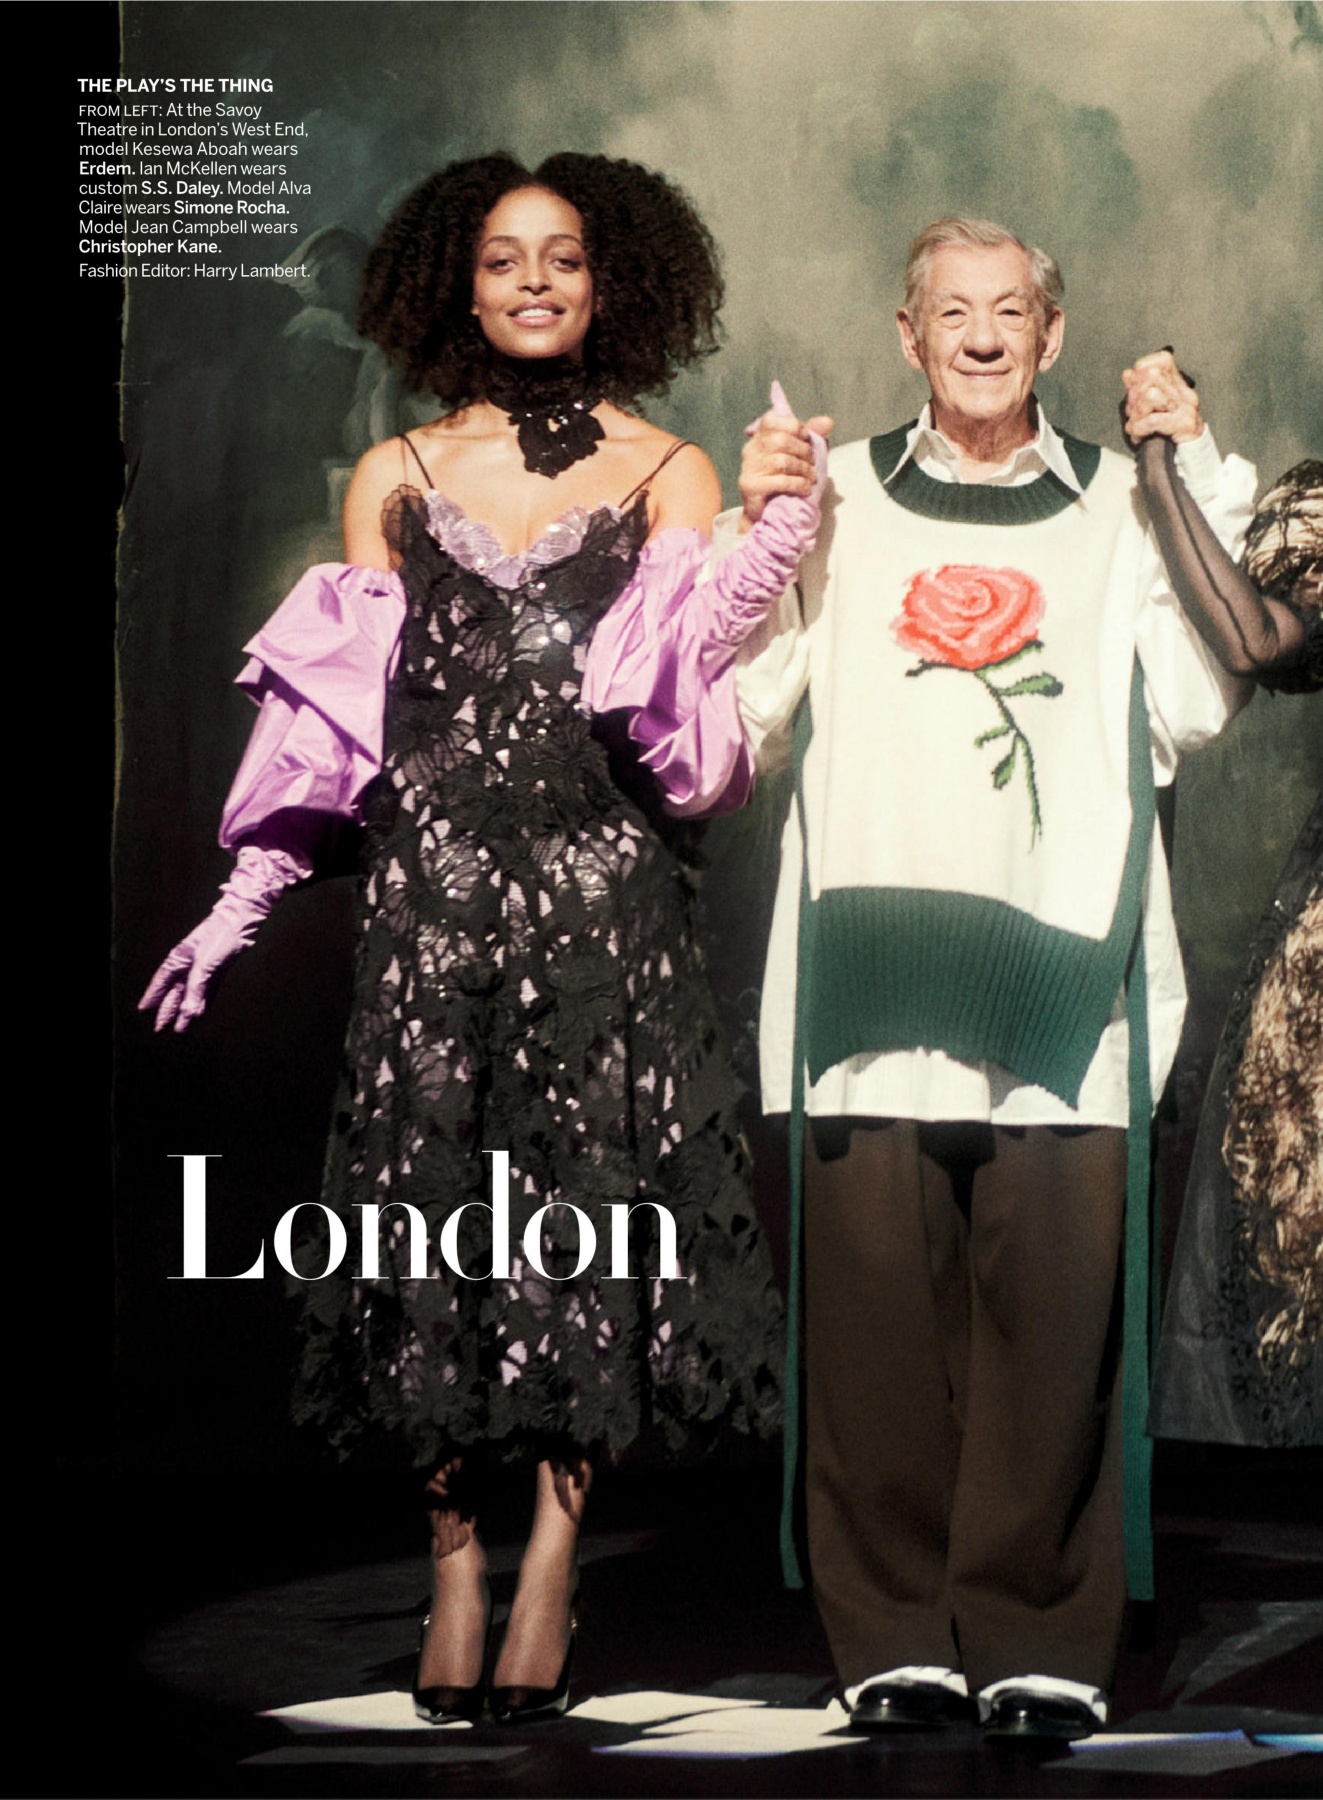 THE PLAY'S THE THING
FROM LEFT: At the Savoy
Theatre in London's West End,
model Kesewa Aboah wears
Erdem. Ian McKellen wears
custom S.S. Daley. Model Alva
Claire wears Simone Rocha.
Model Jean Campbell wears
Christopher Kane.
Fashion Editor: Harry Lambert.
London